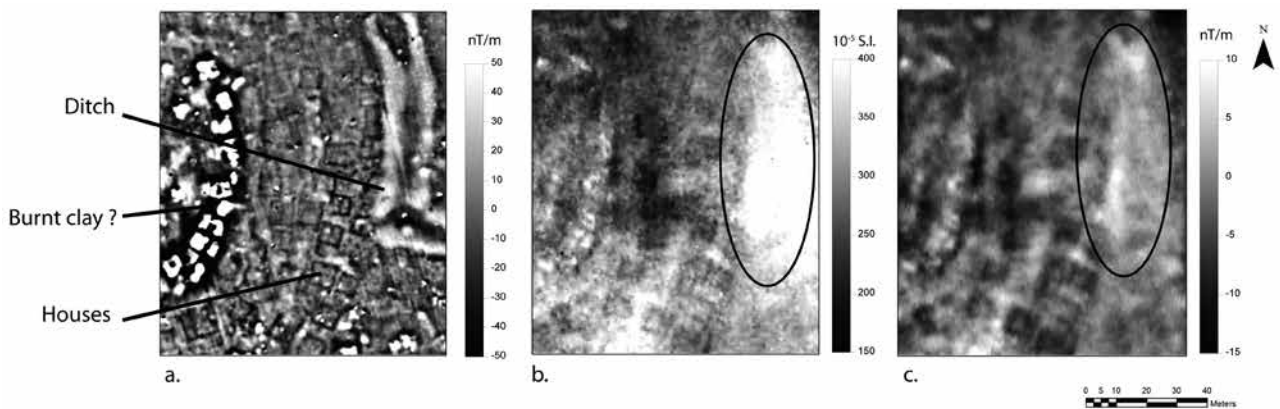 nT/m
50
40
30
20
10
0
-10
-20
-30
-40
-50
Ditch
Burnt clay ?
Houses
a.
10⁻⁵ S.I.
400
350
300
250
200
150
b.
nT/m
10
5
0
-5
-10
-15
c.
N
0 5 10 20 30 40
Meters